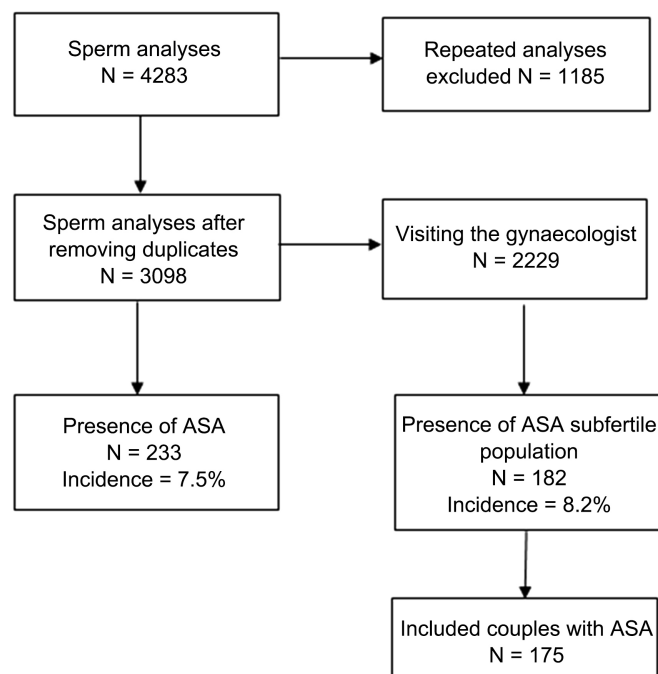 Sperm analyses
N = 4283
Repeated analyses
excluded N = 1185
Sperm analyses after
removing duplicates
N = 3098
Visiting the gynaecologist
N = 2229
Presence of ASA
N = 233
Incidence = 7.5%
Presence of ASA subfertile
population
N = 182
Incidence = 8.2%
Included couples with ASA
N = 175